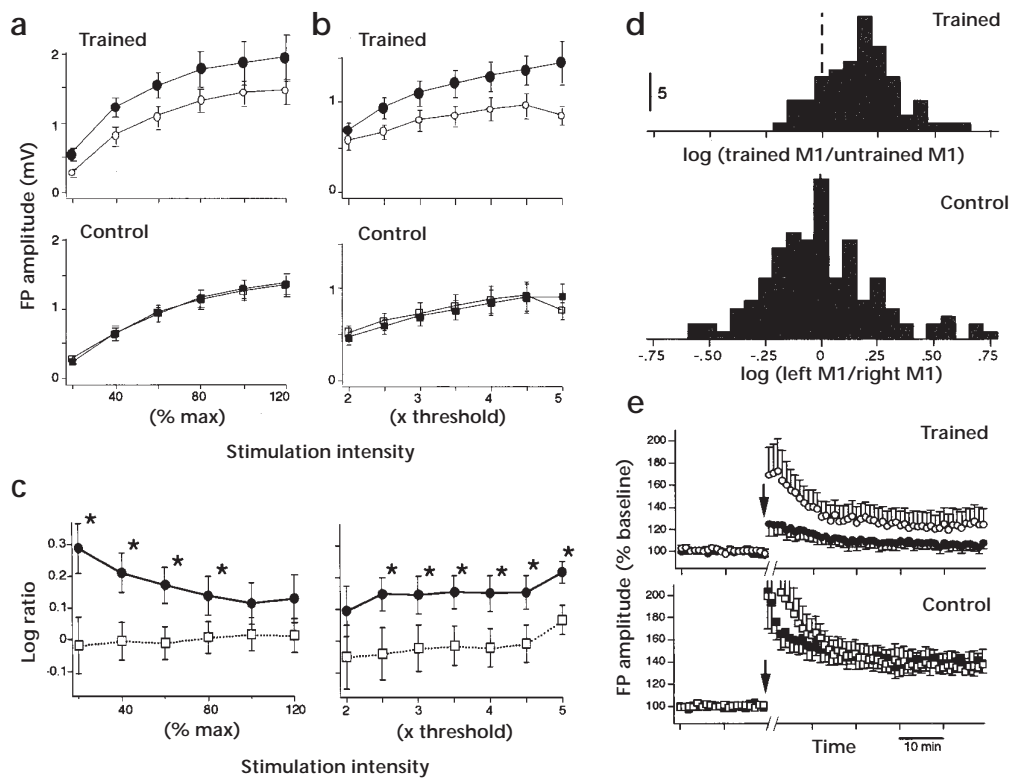 a
Trained
2
1
0
FP amplitude (mV)
Control
2
1
0
40
80
120
(% max)
b
Trained
1
0
Control
1
0
2
3
4
5
(x threshold)
Stimulation intensity
c
* * * *
0.3
0.2
0.1
0
-0.1
Log ratio
40
80
120
(% max)
* * * * * *
2
3
4
5
(x threshold)
Stimulation intensity
d
Trained
5
log (trained M1/untrained M1)
Control
-.75 -.50 -.25 0 .25 .50 .75
log (left M1/right M1)
e
Trained
200
180
160
140
120
100
FP amplitude (% baseline)
Control
200
180
160
140
120
100
Time
10 min